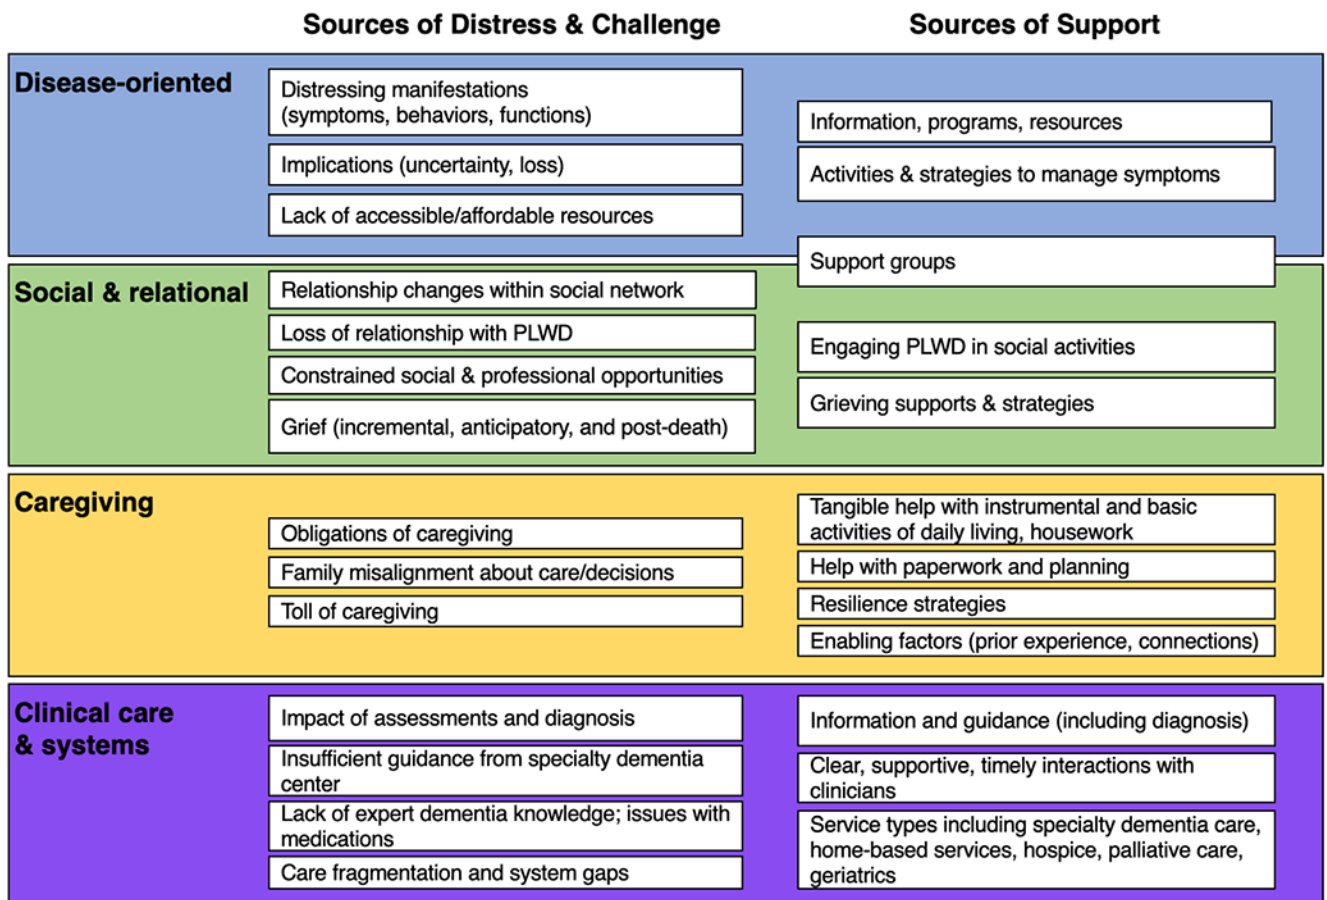 Sources of Distress & Challenge
Sources of Support
Disease-oriented
Distressing manifestations
(symptoms, behaviors, functions)
Implications (uncertainty, loss)
Lack of accessible/affordable resources
Information, programs, resources
Activities & strategies to manage symptoms
Support groups
Social & relational
Relationship changes within social network
Loss of relationship with PLWD
Constrained social & professional opportunities
Grief (incremental, anticipatory, and post-death)
Engaging PLWD in social activities
Grieving supports & strategies
Caregiving
Obligations of caregiving
Family misalignment about care/decisions
Toll of caregiving
Tangible help with instrumental and basic
activities of daily living, housework
Help with paperwork and planning
Resilience strategies
Enabling factors (prior experience, connections)
Clinical care
& systems
Impact of assessments and diagnosis
Insufficient guidance from specialty dementia
center
Lack of expert dementia knowledge; issues with
medications
Care fragmentation and system gaps
Information and guidance (including diagnosis)
Clear, supportive, timely interactions with
clinicians
Service types including specialty dementia care,
home-based services, hospice, palliative care,
geriatrics